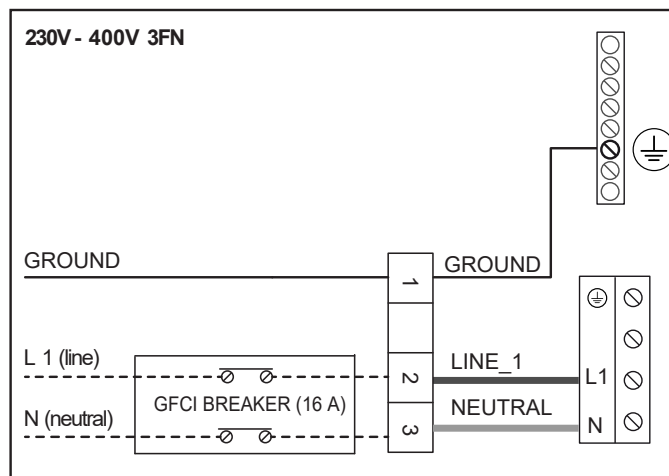 230V - 400V 3FN
GROUND
1
GROUND
L 1 (line)
2
LINE_1
L1
GFCI BREAKER (16 A)
N (neutral)
3
NEUTRAL
N